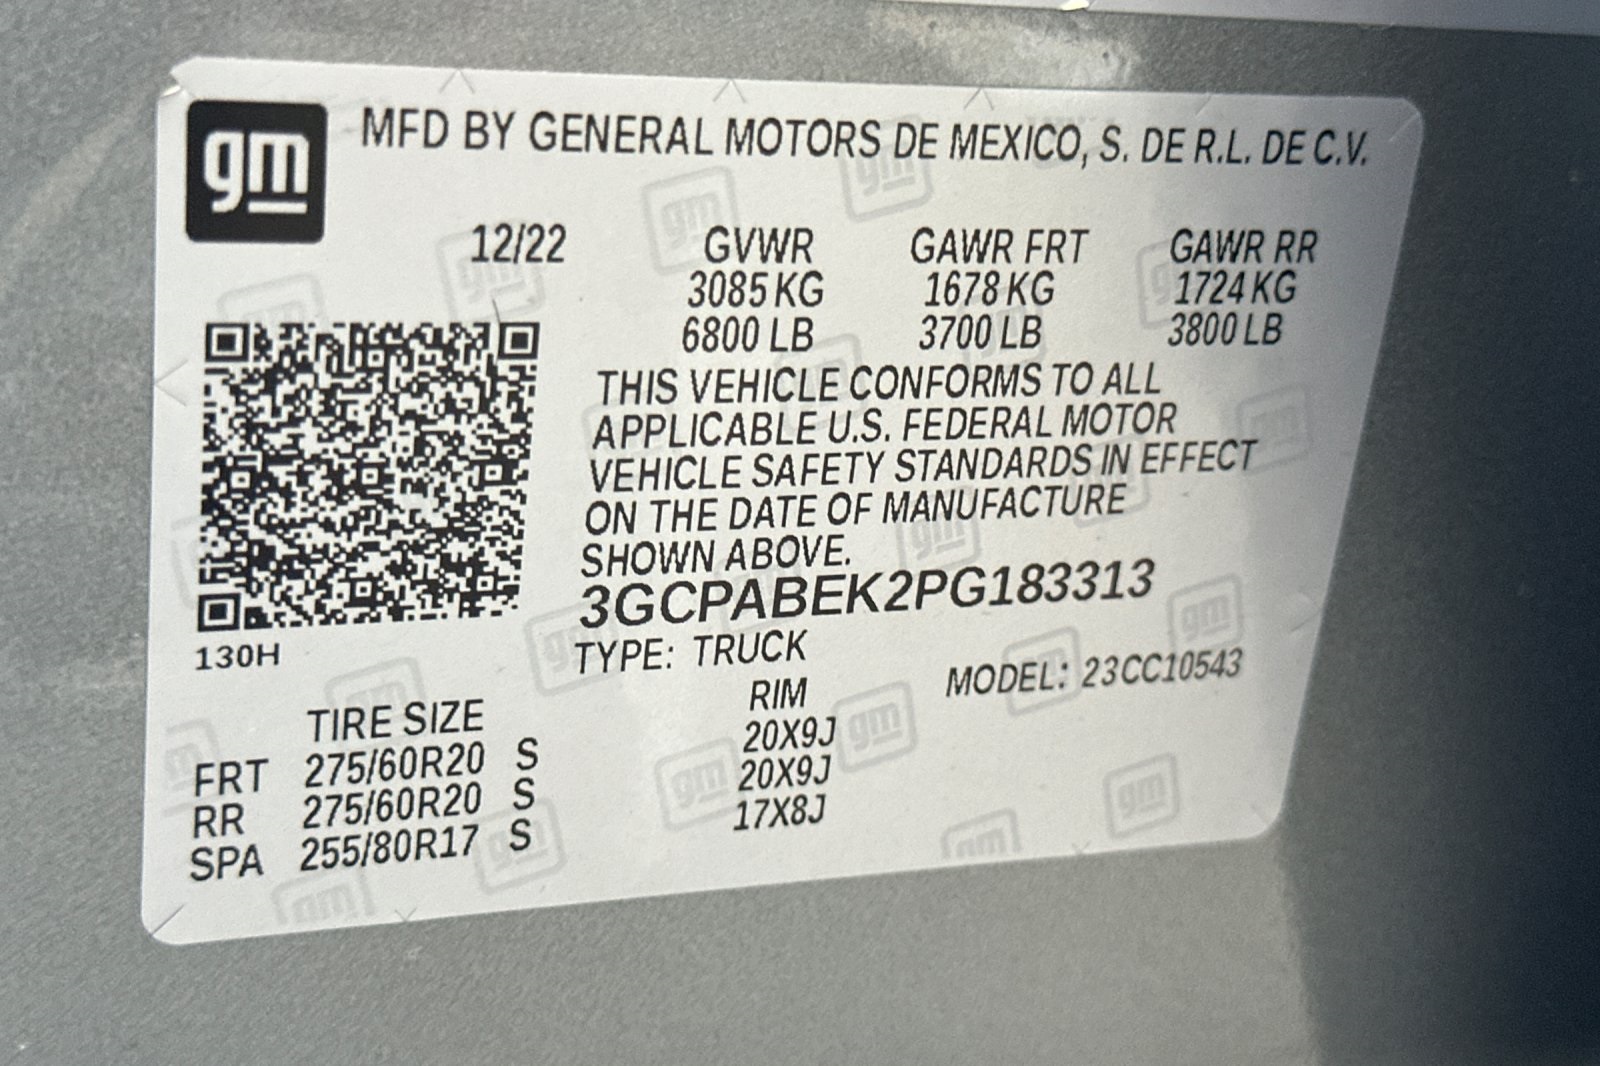 gm
MFD BY GENERAL MOTORS DE MEXICO, S. DE R.L. DE C.V.
12/22 GVWR GAWR FRT GAWR RR
3085 KG 1678 KG 1724 KG
6800 LB 3700 LB 3800 LB
THIS VEHICLE CONFORMS TO ALL
APPLICABLE U.S. FEDERAL MOTOR
VEHICLE SAFETY STANDARDS IN EFFECT
ON THE DATE OF MANUFACTURE
SHOWN ABOVE.
3GCPABEK2PG183313
130H
TYPE: TRUCK MODEL: 23CC10543
TIRE SIZE RIM
FRT 275/60R20 S 20X9J
RR 275/60R20 S 20X9J
SPA 255/80R17 S 17X8J